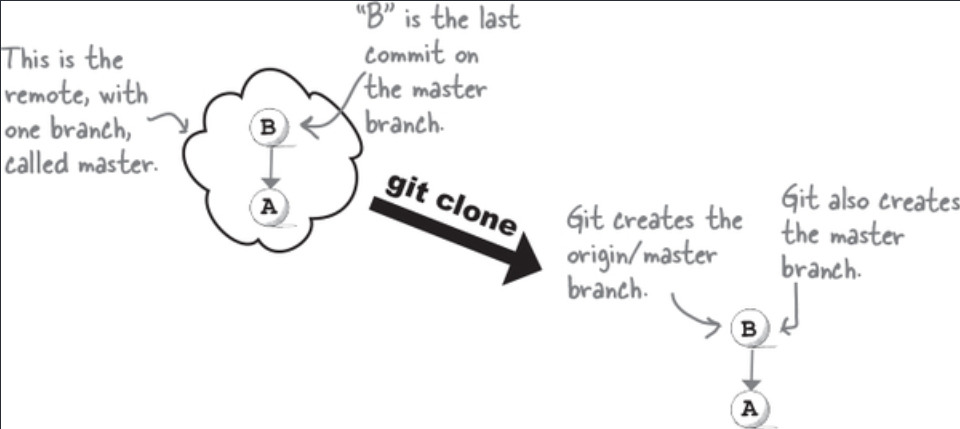 "B" is the last
commit on
the master
branch.
This is the
remote, with
one branch,
called master.
B
A
git clone
Git creates the
origin/master
branch.
Git also creates
the master
branch.
B
A